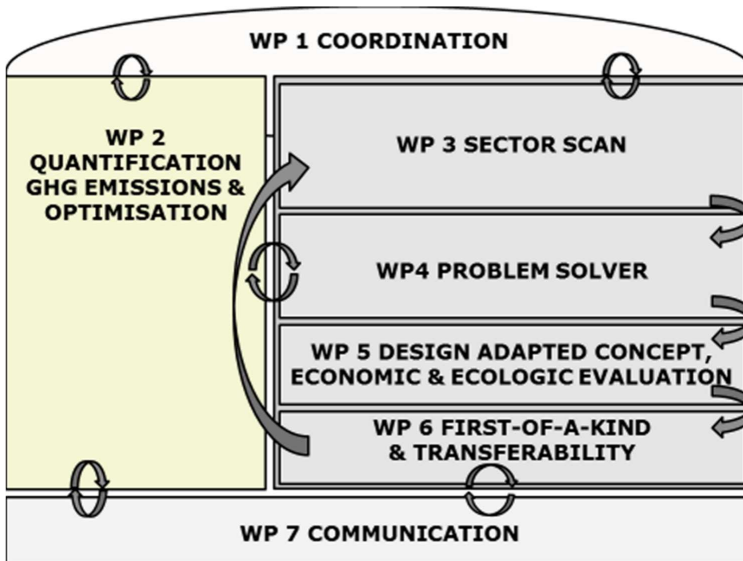 WP 1 COORDINATION
WP 2
QUANTIFICATION
GHG EMISSIONS &
OPTIMISATION
WP 3 SECTOR SCAN
WP4 PROBLEM SOLVER
WP 5 DESIGN ADAPTED CONCEPT,
ECONOMIC & ECOLOGIC EVALUATION
WP 6 FIRST-OF-A-KIND
& TRANSFERABILITY
WP 7 COMMUNICATION